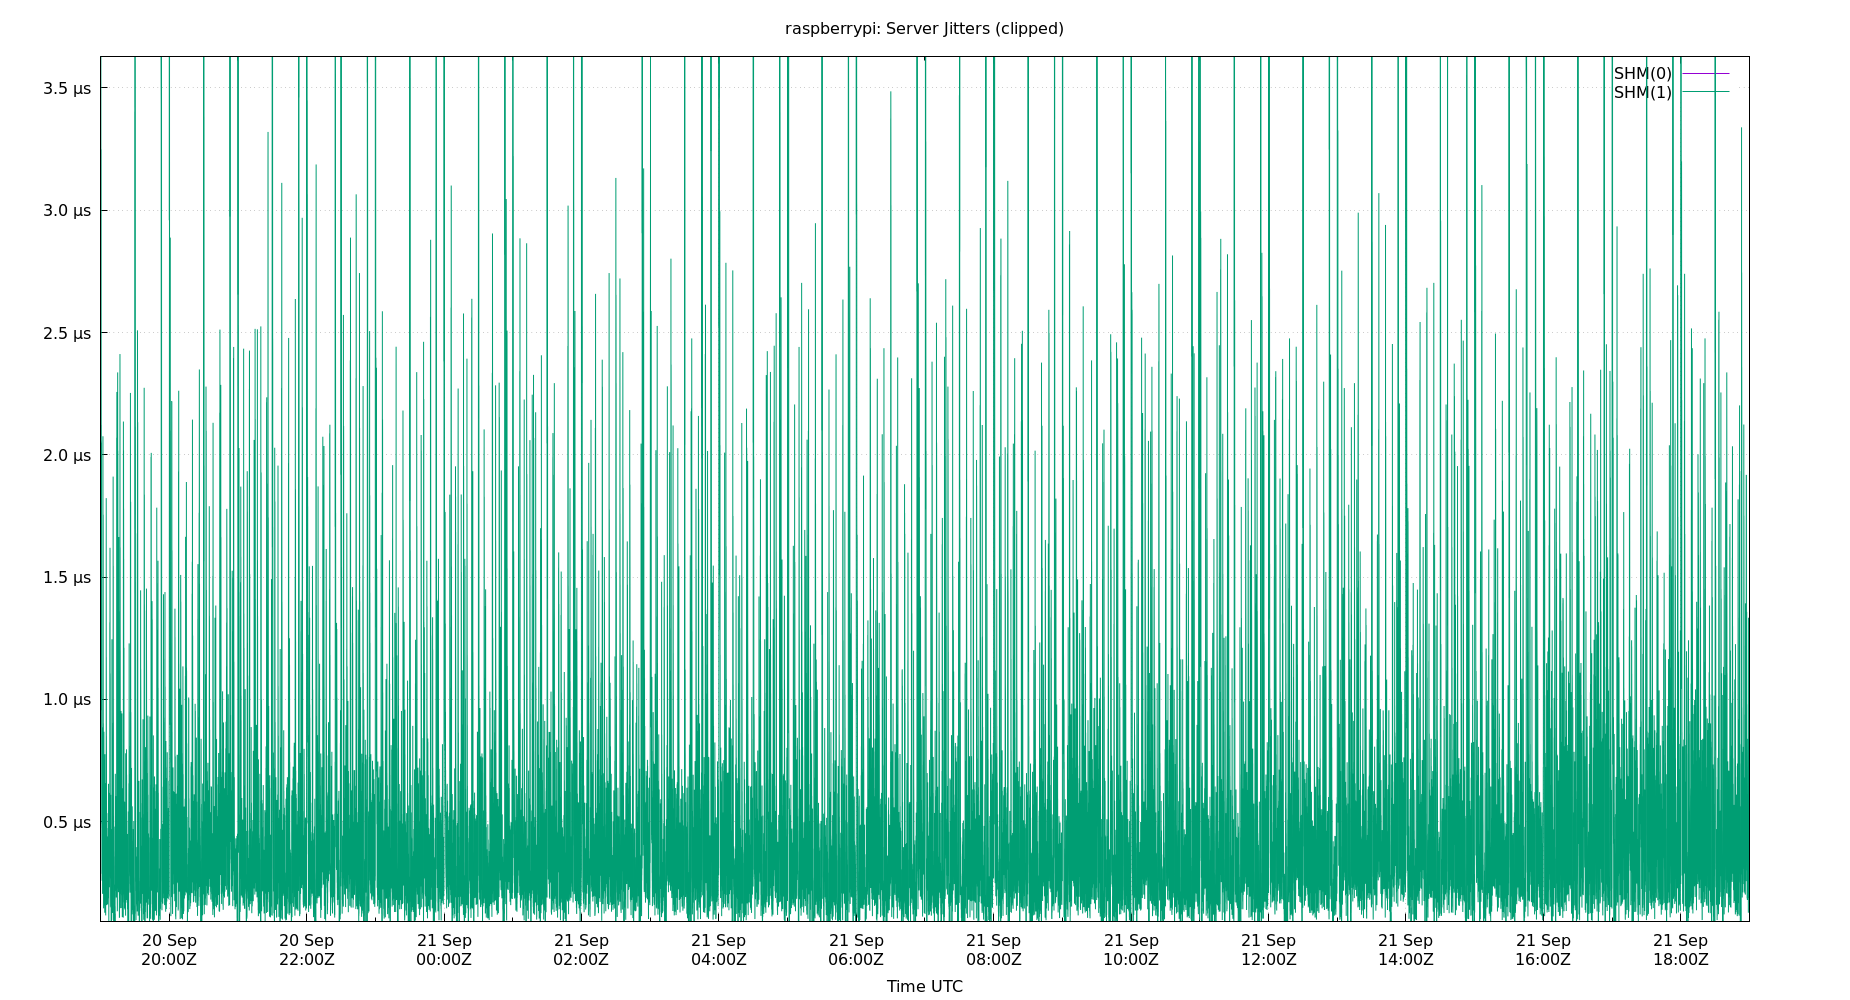 raspberrypi: Server Jitters (clipped)
SHM(0)
SHM(1)
3.5 µs
3.0 µs
2.5 µs
2.0 µs
1.5 µs
1.0 µs
0.5 µs
20 Sep 20 Sep 21 Sep 21 Sep 21 Sep 21 Sep 21 Sep 21 Sep 21 Sep 21 Sep 21 Sep 21 Sep
20:00Z 22:00Z 00:00Z 02:00Z 04:00Z 06:00Z 08:00Z 10:00Z 12:00Z 14:00Z 16:00Z 18:00Z
Time UTC